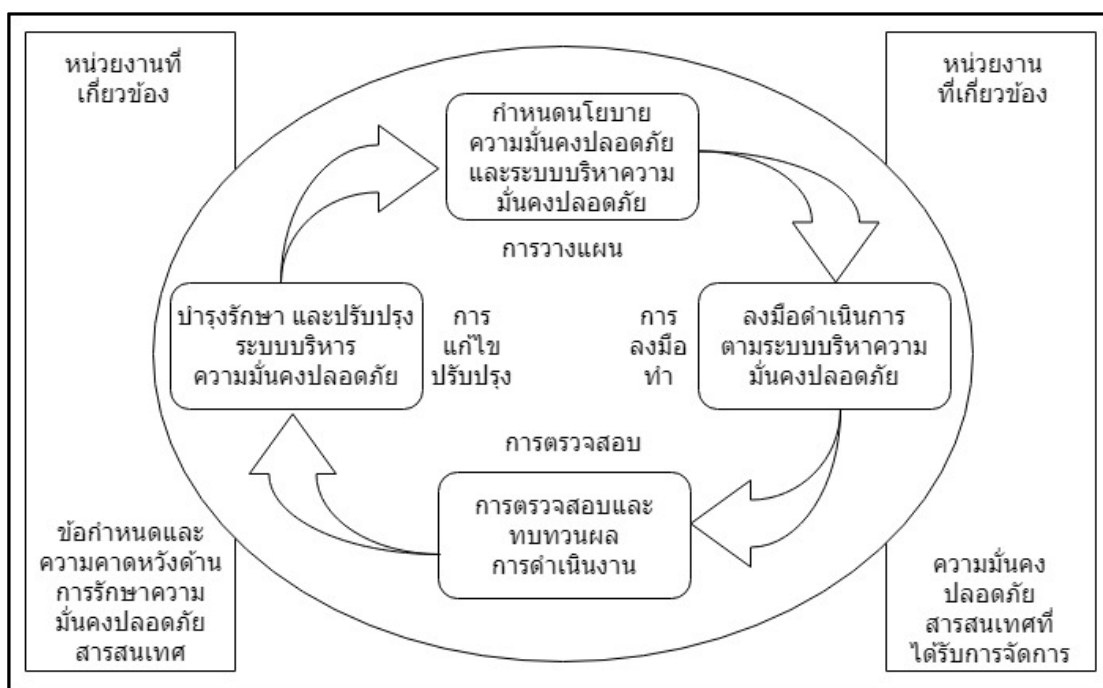 หน่วยงานที่
เกี่ยวข้อง
หน่วยงาน
ที่เกี่ยวข้อง
กำหนดนโยบาย
ความมั่นคงปลอดภัย
และระบบบริหาความ
มั่นคงปลอดภัย
การวางแผน
บำรุงรักษา และปรับปรุง
ระบบบริหาร
ความมั่นคงปลอดภัย
การ
แก้ไข
ปรับปรุง
การ
ลงมือ
ทำ
ลงมือดำเนินการ
ตามระบบบริหาความ
มั่นคงปลอดภัย
การตรวจสอบ
การตรวจสอบและ
ทบทวนผล
การดำเนินงาน
ข้อกำหนดและ
ความคาดหวังด้าน
การรักษาความ
มั่นคงปลอดภัย
สารสนเทศ
ความมั่นคง
ปลอดภัย
สารสนเทศที่
ได้รับการจัดการ